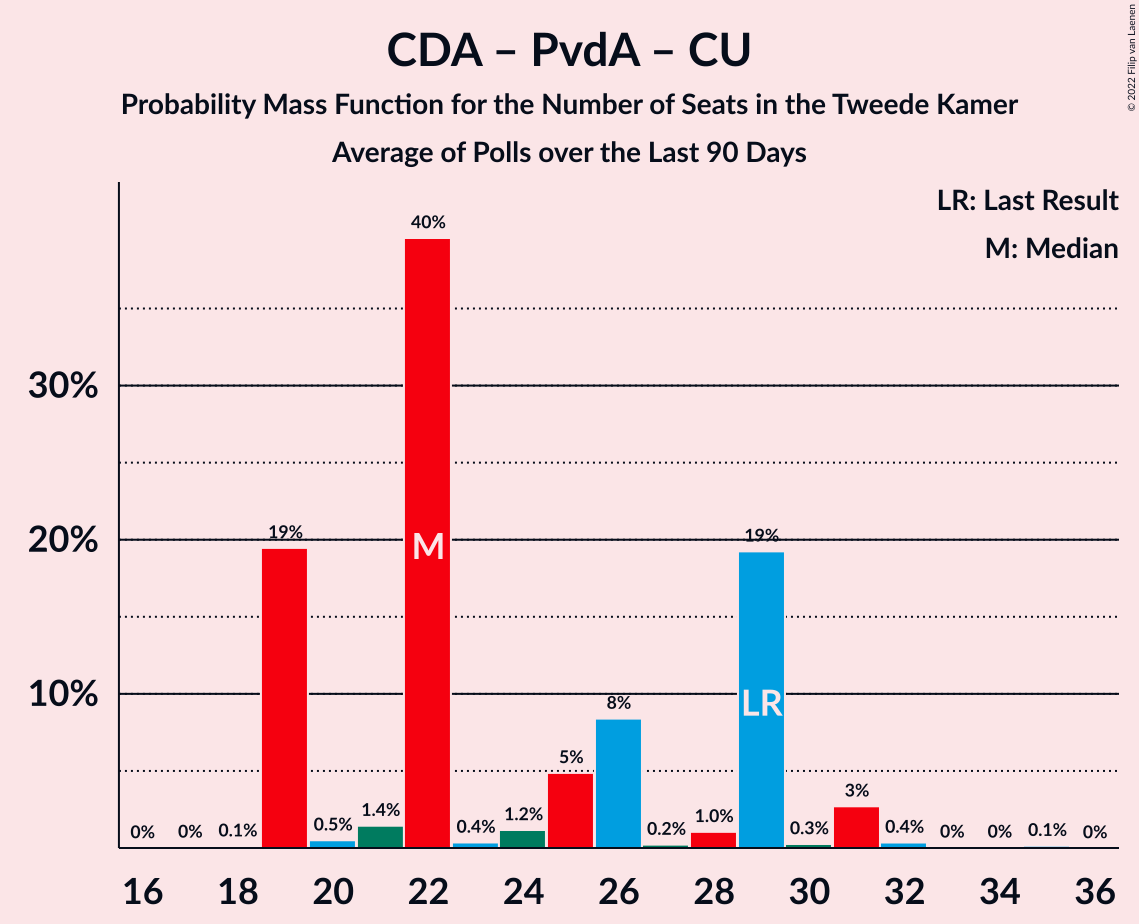 CDA – PvdA – CU
Probability Mass Function for the Number of Seats in the Tweede Kamer
Average of Polls over the Last 90 Days
© 2022 Filip van Laenen
LR: Last Result
M: Median
30%
20%
10%
0% 0% 0.1% 19% 0.5% 1.4% 40% 0.4% 1.2% 5% 8% 0.2% 1.0% 19% 0.3% 3% 0.4% 0% 0% 0.1% 0%
M
LR
16 18 20 22 24 26 28 30 32 34 36